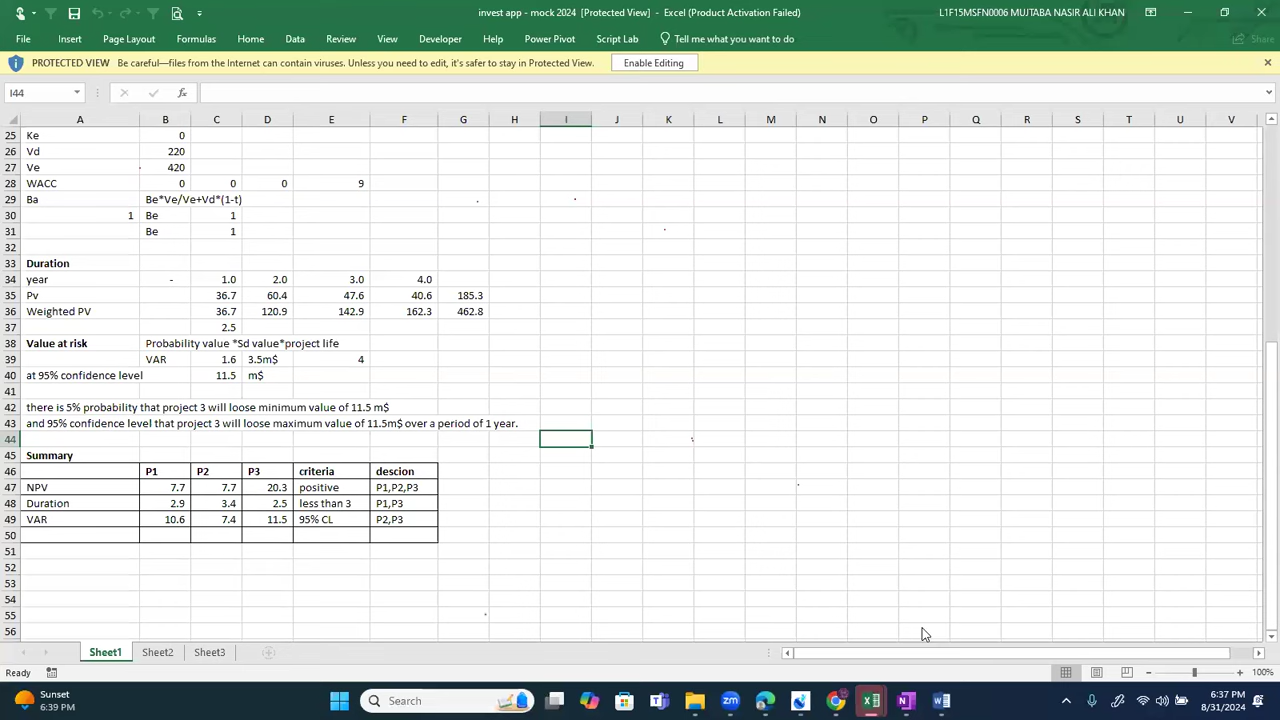 invest app - mock 2024 [Protected View] - Excel (Product Activation Failed)
L1F15MSFN0006 MUJTABA NASIR ALI KHAN
File Insert Page Layout Formulas Home Data Review View Developer Help Power Pivot Script Lab Tell me what you want to do Share
PROTECTED VIEW Be careful—files from the Internet can contain viruses. Unless you need to edit, it's safer to stay in Protected View. Enable Editing
I44 fx
A B C D E F G H I J K L M N O P Q R S T U V
25 Ke 0
26 Vd 220
27 Ve 420
28 WACC 0 0 0 9
29 Ba Be*Ve/Ve+Vd*(1-t)
30 1 Be 1
31 Be 1
32
33 Duration
34 year - 1.0 2.0 3.0 4.0
35 Pv 36.7 60.4 47.6 40.6 185.3
36 Weighted PV 36.7 120.9 142.9 162.3 462.8
37 2.5
38 Value at risk Probability value *Sd value*project life
39 VAR 1.6 3.5m$ 4
40 at 95% confidence level 11.5 m$
41
42 there is 5% probability that project 3 will loose minimum value of 11.5 m$
43 and 95% confidence level that project 3 will loose maximum value of 11.5m$ over a period of 1 year.
44
45 Summary
46 P1 P2 P3 criteria descion
47 NPV 7.7 7.7 20.3 positive P1,P2,P3
48 Duration 2.9 3.4 2.5 less than 3 P1,P3
49 VAR 10.6 7.4 11.5 95% CL P2,P3
50
51
52
53
54
55
56
Sheet1 Sheet2 Sheet3
Ready 100%
Sunset
6:39 PM
Search
6:37 PM
8/31/2024